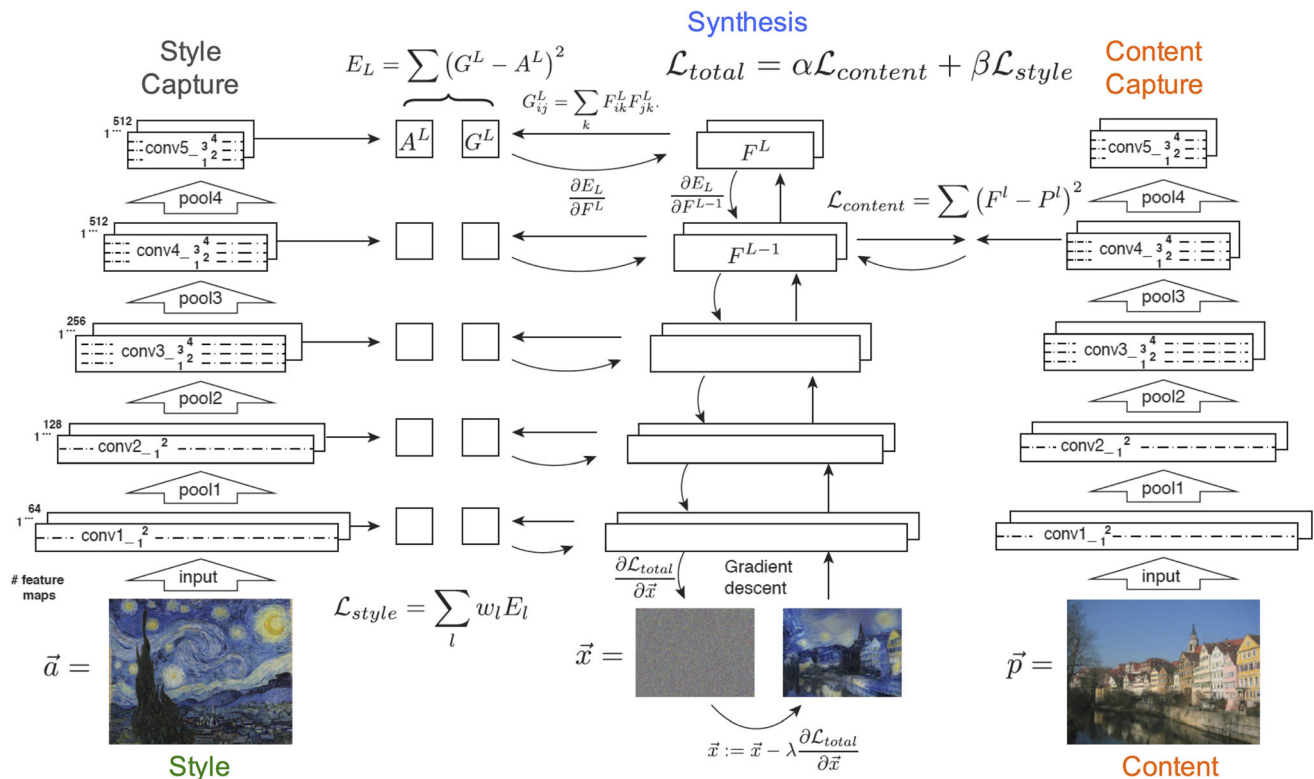 Synthesis
Style
Capture
E_L = ∑ (G^L − A^L)^2
ℒ_total = αℒ_content + βℒ_style
Content
Capture
G^L_ij = ∑_k F^L_ik F^L_jk.
1...512
conv5_ 1 2 3 4
A^L
G^L
F^L
conv5_ 1 2 3 4
pool4
∂E_L/∂F^L
∂E_L/∂F^{L−1}
ℒ_content = ∑ (F^l − P^l)^2
pool4
1...512
conv4_ 1 2 3 4
F^{L−1}
conv4_ 1 2 3 4
pool3
pool3
1...256
conv3_ 1 2 3 4
conv3_ 1 2 3 4
pool2
pool2
1...128
conv2_ 1 2
conv2_ 1 2
pool1
pool1
1...64
conv1_ 1 2
conv1_ 1 2
# feature
maps
input
∂ℒ_total/∂x⃗
Gradient
descent
input
ℒ_style = ∑_l w_l E_l
a⃗ =
x⃗ =
p⃗ =
x⃗ := x⃗ − λ ∂ℒ_total/∂x⃗
Style
Content